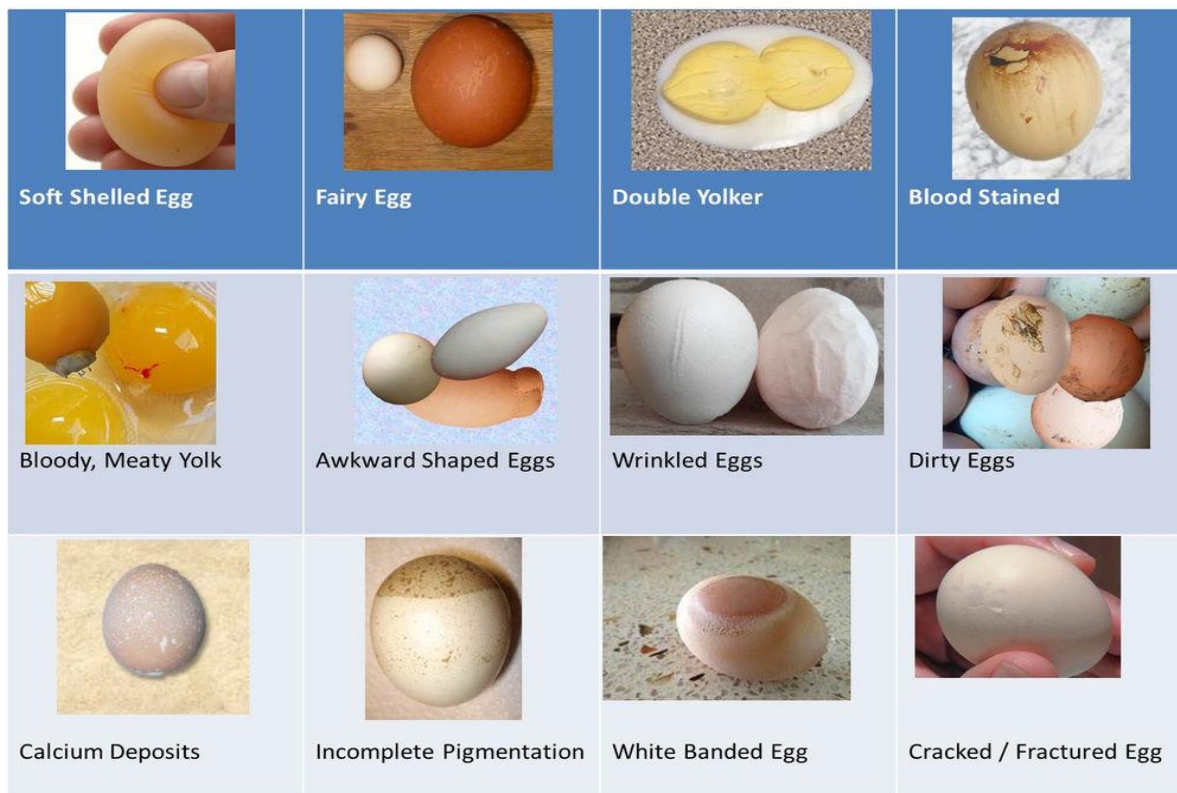 Soft Shelled Egg
Fairy Egg
Double Yolker
Blood Stained
Bloody, Meaty Yolk
Awkward Shaped Eggs
Wrinkled Eggs
Dirty Eggs
Calcium Deposits
Incomplete Pigmentation
White Banded Egg
Cracked / Fractured Egg